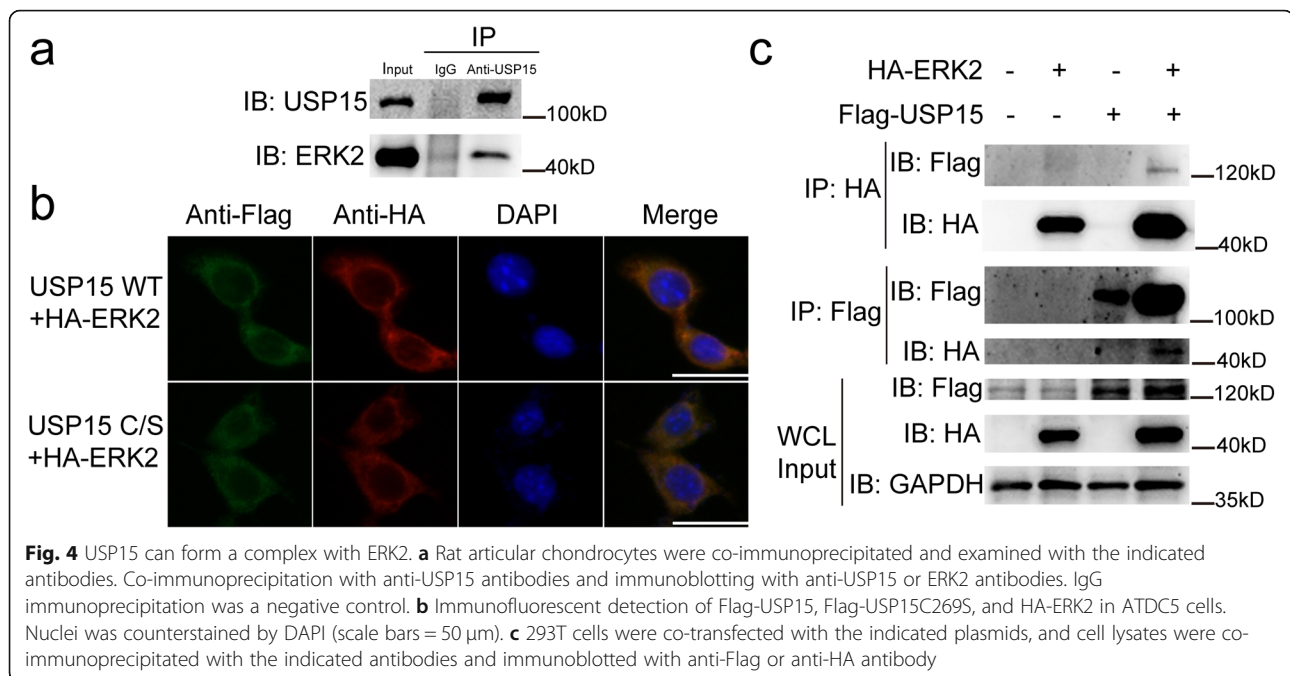 a
IP
Input IgG Anti-USP15
IB: USP15
100kD
IB: ERK2
40kD
b
Anti-Flag Anti-HA DAPI Merge
USP15 WT
+HA-ERK2
USP15 C/S
+HA-ERK2
c
HA-ERK2 - + - +
Flag-USP15 - - + +
IP: HA
IB: Flag
120kD
IB: HA
40kD
IP: Flag
IB: Flag
100kD
IB: HA
40kD
WCL
Input
IB: Flag
120kD
IB: HA
40kD
IB: GAPDH
35kD
Fig. 4 USP15 can form a complex with ERK2. a Rat articular chondrocytes were co-immunoprecipitated and examined with the indicated
antibodies. Co-immunoprecipitation with anti-USP15 antibodies and immunoblotting with anti-USP15 or ERK2 antibodies. IgG
immunoprecipitation was a negative control. b Immunofluorescent detection of Flag-USP15, Flag-USP15C269S, and HA-ERK2 in ATDC5 cells.
Nuclei was counterstained by DAPI (scale bars = 50 μm). c 293T cells were co-transfected with the indicated plasmids, and cell lysates were co-
immunoprecipitated with the indicated antibodies and immunoblotted with anti-Flag or anti-HA antibody